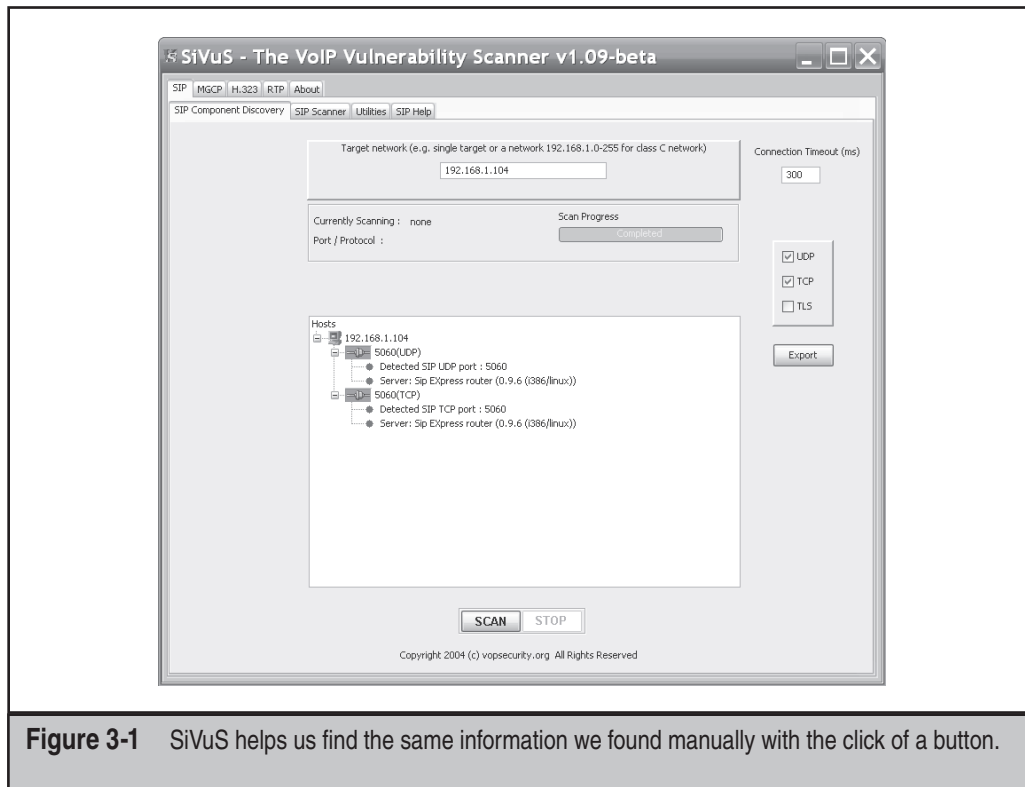 SiVuS - The VoIP Vulnerability Scanner v1.09-beta
SIP MGCP H.323 RTP About
SIP Component Discovery SIP Scanner Utilities SIP Help
Target network (e.g. single target or a network 192.168.1.0-255 for class C network)
192.168.1.104
Connection Timeout (ms)
300
Currently Scanning : none
Scan Progress
Port / Protocol :
Completed
UDP
TCP
TLS
Export
Hosts
192.168.1.104
5060(UDP)
Detected SIP UDP port : 5060
Server: Sip EXpress router (0.9.6 (i386/linux))
5060(TCP)
Detected SIP TCP port : 5060
Server: Sip EXpress router (0.9.6 (i386/linux))
SCAN STOP
Copyright 2004 (c) vopsecurity.org All Rights Reserved
Figure 3-1 SiVuS helps us find the same information we found manually with the click of a button.